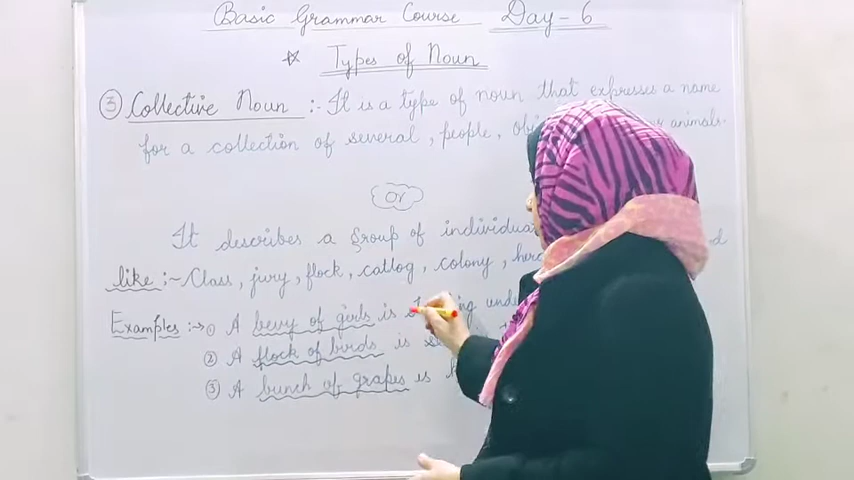 Basic Grammar Course Day - 6
☆ Types of Noun
③ Collective Noun :- It is a type of noun that expresses a name
for a collection of several, people, or animals.
or
It describes a group of
like :~ Class, jury, flock, catlog, colony,
Examples :→ ① A bevy of girls is
② A flock of birds is
③ A bunch of grapes is